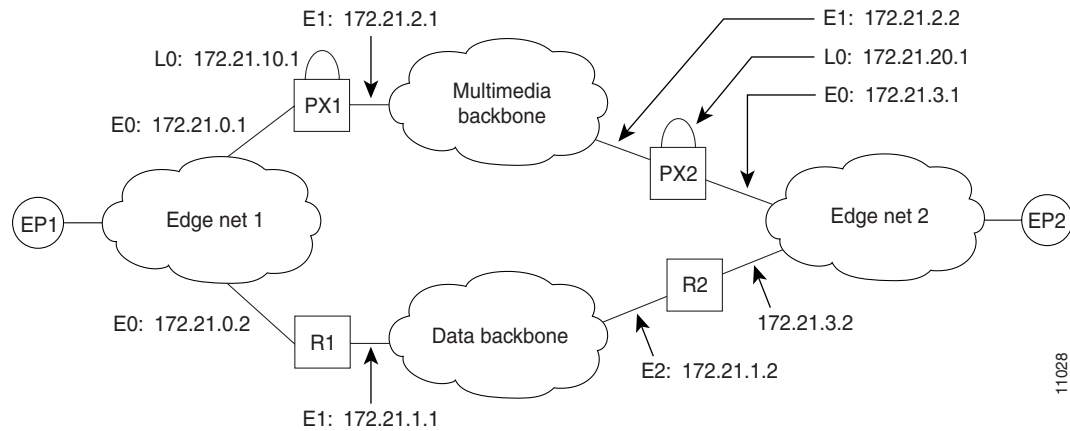 E1: 172.21.2.1
E1: 172.21.2.2
L0: 172.21.10.1
L0: 172.21.20.1
PX1
Multimedia
backbone
E0: 172.21.3.1
E0: 172.21.0.1
PX2
EP1
Edge net 1
Edge net 2
EP2
R2
E0: 172.21.0.2
R1
Data backbone
172.21.3.2
E2: 172.21.1.2
E1: 172.21.1.1
11028